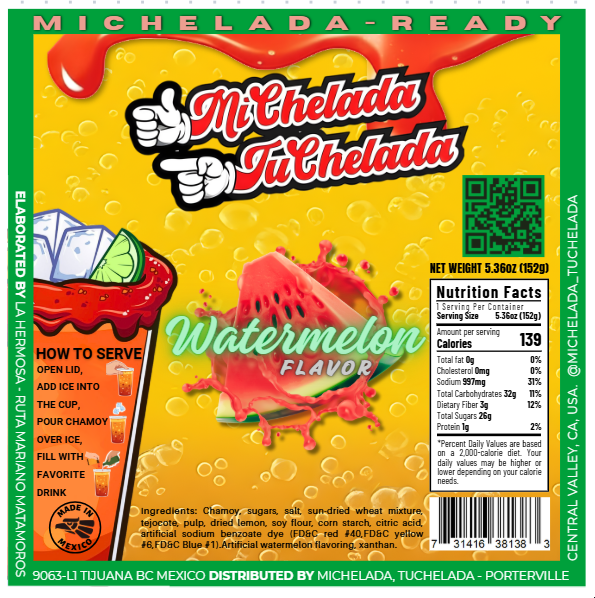 MICHELADA-READY
MiChelada
TuChelada
ELABORATED BY LA HERMOSA - RUTA MARIANO MATAMOROS
CENTRAL VALLEY, CA, USA. @MICHELADA_TUCHELADA
Watermelon
FLAVOR
HOW TO SERVE
OPEN LID,
ADD ICE INTO
THE CUP,
POUR CHAMOY
OVER ICE,
FILL WITH
FAVORITE
DRINK
MADE IN
MEXICO
NET WEIGHT 5.36oz (152g)
Nutrition Facts
1 Serving Per Container
Serving Size 5.36oz (152g)
Amount per serving
Calories 139
Total fat 0g 0%
Cholesterol 0mg 0%
Sodium 997mg 31%
Total Carbohydrates 32g 11%
Dietary Fiber 3g 12%
Total Sugars 26g
Protein 1g 2%
*Percent Daily Values are based
on a 2,000-calorie diet. Your
daily values may be higher or
lower depending on your calorie
needs.
Ingredients: Chamoy, sugars, salt, sun-dried wheat mixture,
tejocote, pulp, dried lemon, soy flour, corn starch, citric acid,
artificial sodium benzoate dye (FD&C red #40,FD&C yellow
#6,FD&C Blue #1).Artificial watermelon flavoring, xanthan.
7 31416 38138 3
9063-L1 TIJUANA BC MEXICO DISTRIBUTED BY MICHELADA, TUCHELADA - PORTERVILLE